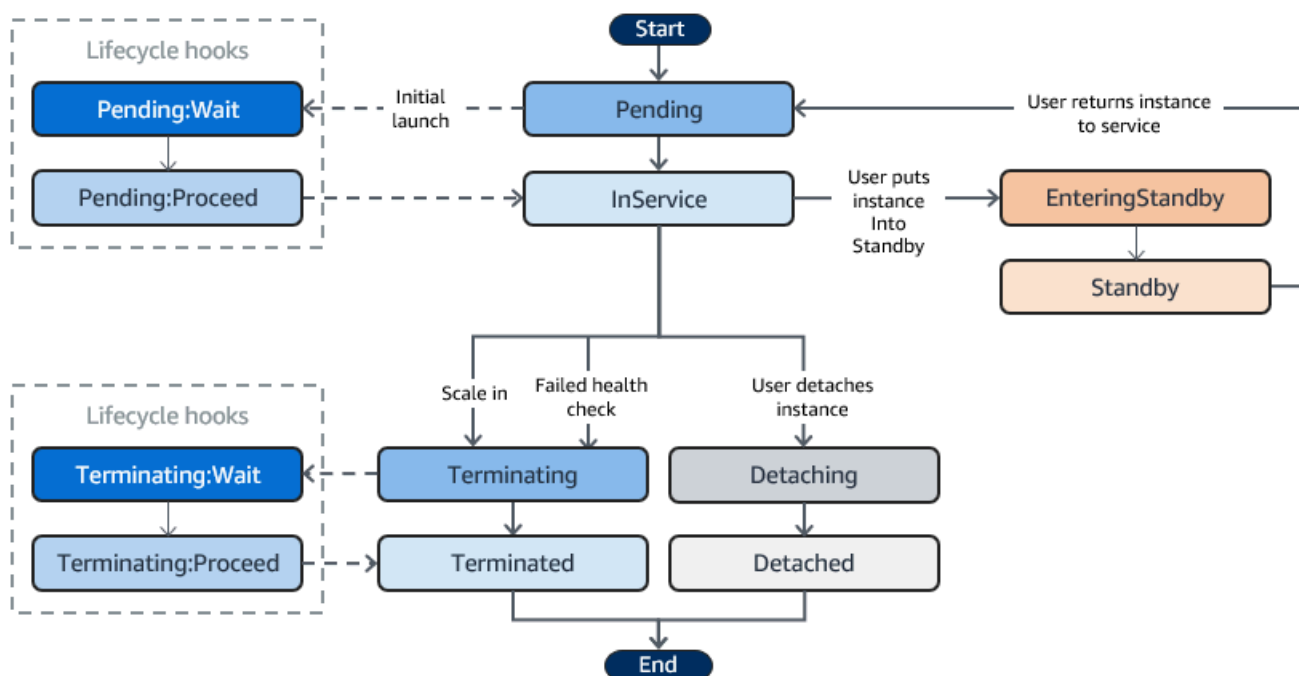 Start
Lifecycle hooks
Pending:Wait
Initial
launch
Pending
User returns instance
to service
Pending:Proceed
InService
User puts
instance
Into
Standby
EnteringStandby
Standby
Scale in
Failed health
check
User detaches
instance
Lifecycle hooks
Terminating:Wait
Terminating
Detaching
Terminating:Proceed
Terminated
Detached
End